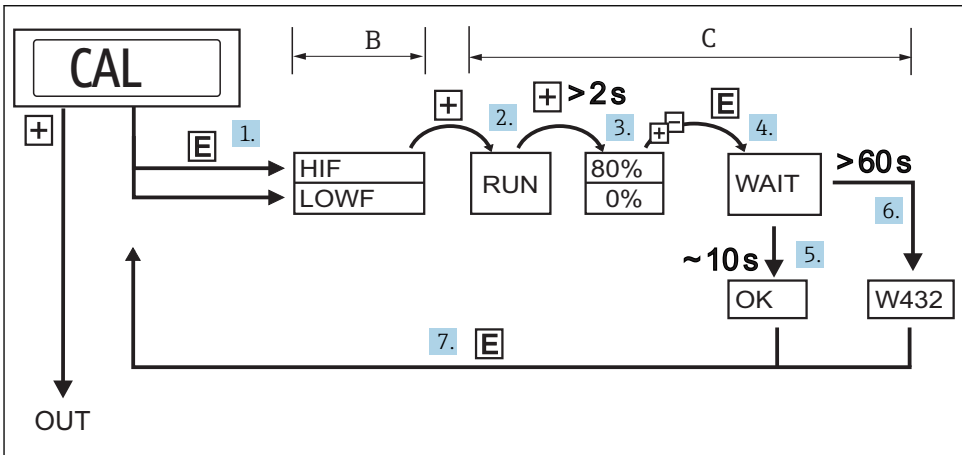 CAL
B
C
+
E
1.
HIF
LOWF
+
2.
RUN
+ >2s
3.
80%
0%
+ −
E
4.
WAIT
>60s
6.
~10s
5.
OK
W432
7. E
OUT